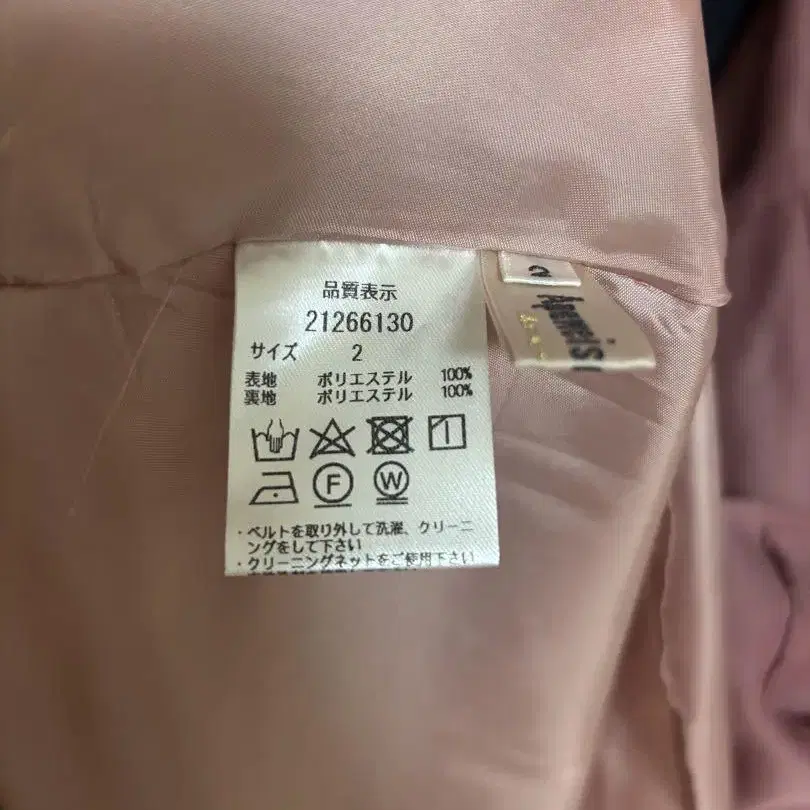 品質表示
21266130
サイズ 2
表地 ポリエステル 100%
裏地 ポリエステル 100%
F W
・ベルトを取り外して洗濯、クリーニ
ングをして下さい
・クリーニングネットをご使用下さい
2